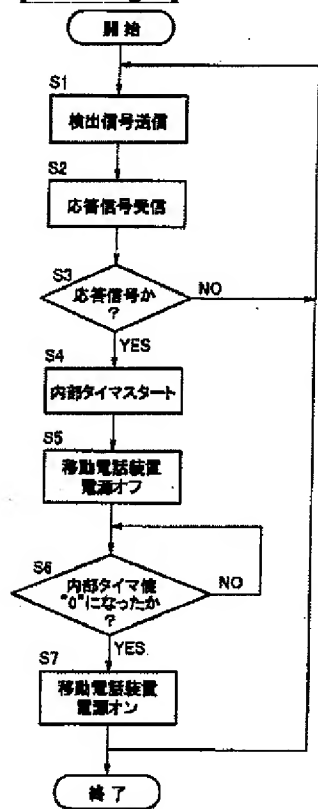 開始
S1
検出信号送信
S2
応答信号受信
S3
応答信号か
?
NO
YES
S4
内部タイマスタート
S5
移動電話装置
電源オフ
S6
内部タイマ値
"0"になったか
?
NO
YES
S7
移動電話装置
電源オン
終了